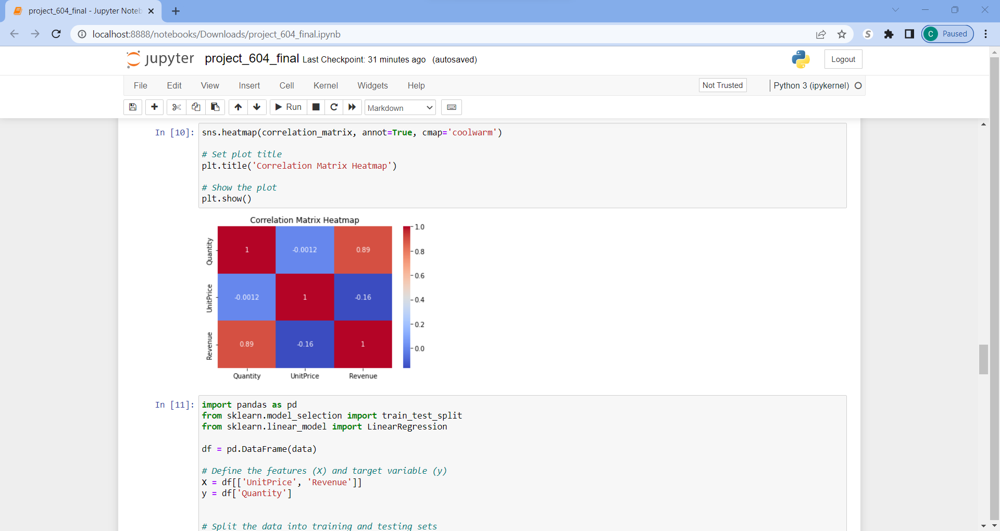 project_604_final - Jupyter Noteb
localhost:8888/notebooks/Downloads/project_604_final.ipynb
S
C Paused
jupyter project_604_final Last Checkpoint: 31 minutes ago (autosaved)
Logout
File Edit View Insert Cell Kernel Widgets Help
Not Trusted
Python 3 (ipykernel)
Run
Markdown
In [10]: sns.heatmap(correlation_matrix, annot=True, cmap='coolwarm')
# Set plot title
plt.title('Correlation Matrix Heatmap')
# Show the plot
plt.show()
Correlation Matrix Heatmap
Quantity 1 -0.0012 0.89
UnitPrice -0.0012 1 -0.16
Revenue 0.89 -0.16 1
Quantity UnitPrice Revenue
1.0
0.8
0.6
0.4
0.2
0.0
In [11]: import pandas as pd
from sklearn.model_selection import train_test_split
from sklearn.linear_model import LinearRegression
df = pd.DataFrame(data)
# Define the features (X) and target variable (y)
X = df[['UnitPrice', 'Revenue']]
y = df['Quantity']
# Split the data into training and testing sets